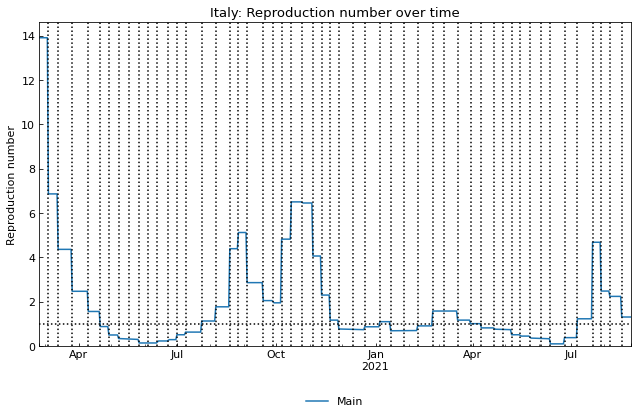 Italy: Reproduction number over time
Reproduction number
14
12
10
8
6
4
2
0
Apr
Jul
Oct
Jan
2021
Apr
Jul
Main